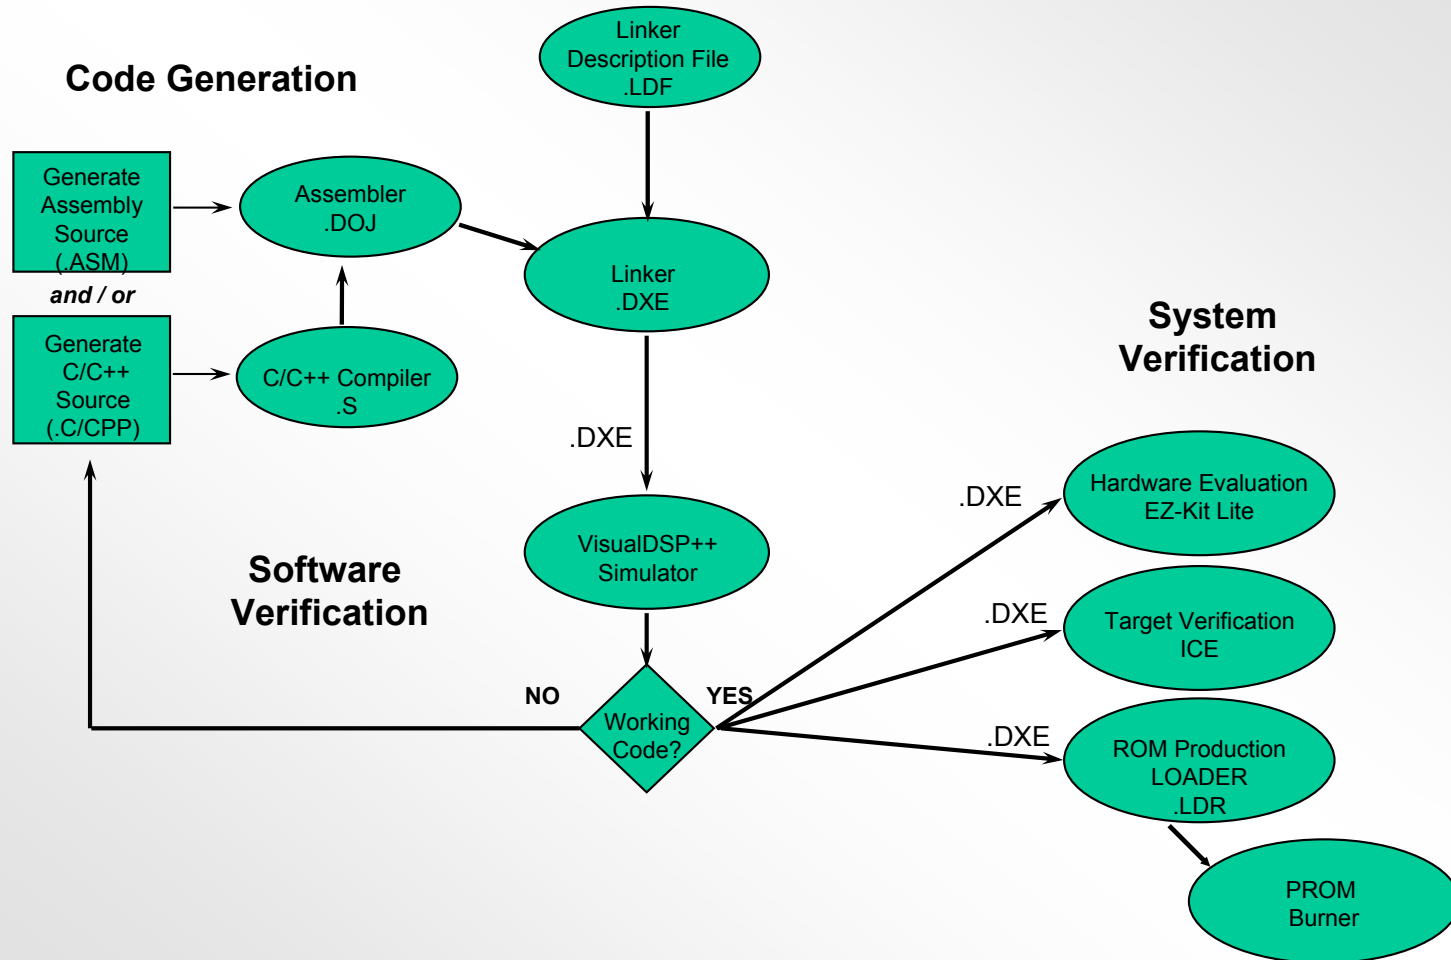 Linker
Description File
.LDF
Code Generation
Generate
Assembly
Source
(.ASM)
Assembler
.DOJ
and / or
Linker
.DXE
Generate
C/C++
Source
(.C/CPP)
C/C++ Compiler
.S
System
Verification
.DXE
.DXE
Hardware Evaluation
EZ-Kit Lite
Software
Verification
VisualDSP++
Simulator
.DXE
Target Verification
ICE
NO
YES
Working
Code?
.DXE
ROM Production
LOADER
.LDR
PROM
Burner